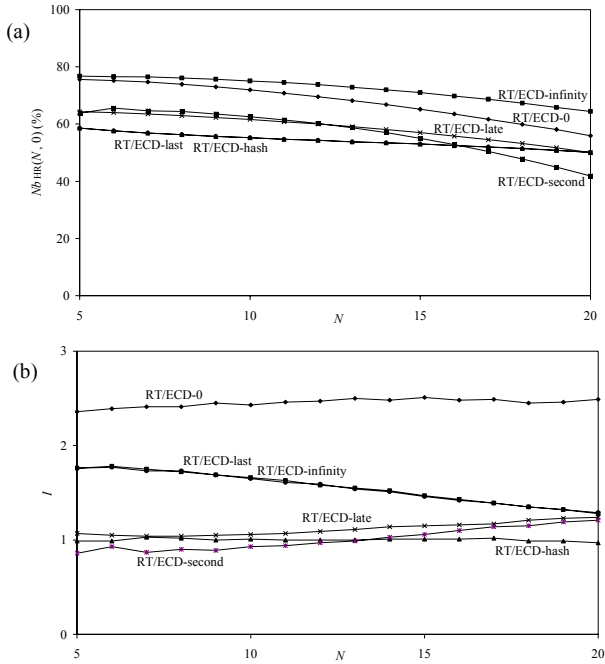 (a)
100
80
60
40
20
0
Nb HR(N, 0) (%)
RT/ECD-infinity
RT/ECD-0
RT/ECD-late
RT/ECD-last
RT/ECD-hash
RT/ECD-second
5
10
15
20
N
(b)
3
2
1
0
I
RT/ECD-0
RT/ECD-last
RT/ECD-infinity
RT/ECD-late
RT/ECD-second
RT/ECD-hash
5
10
15
20
N